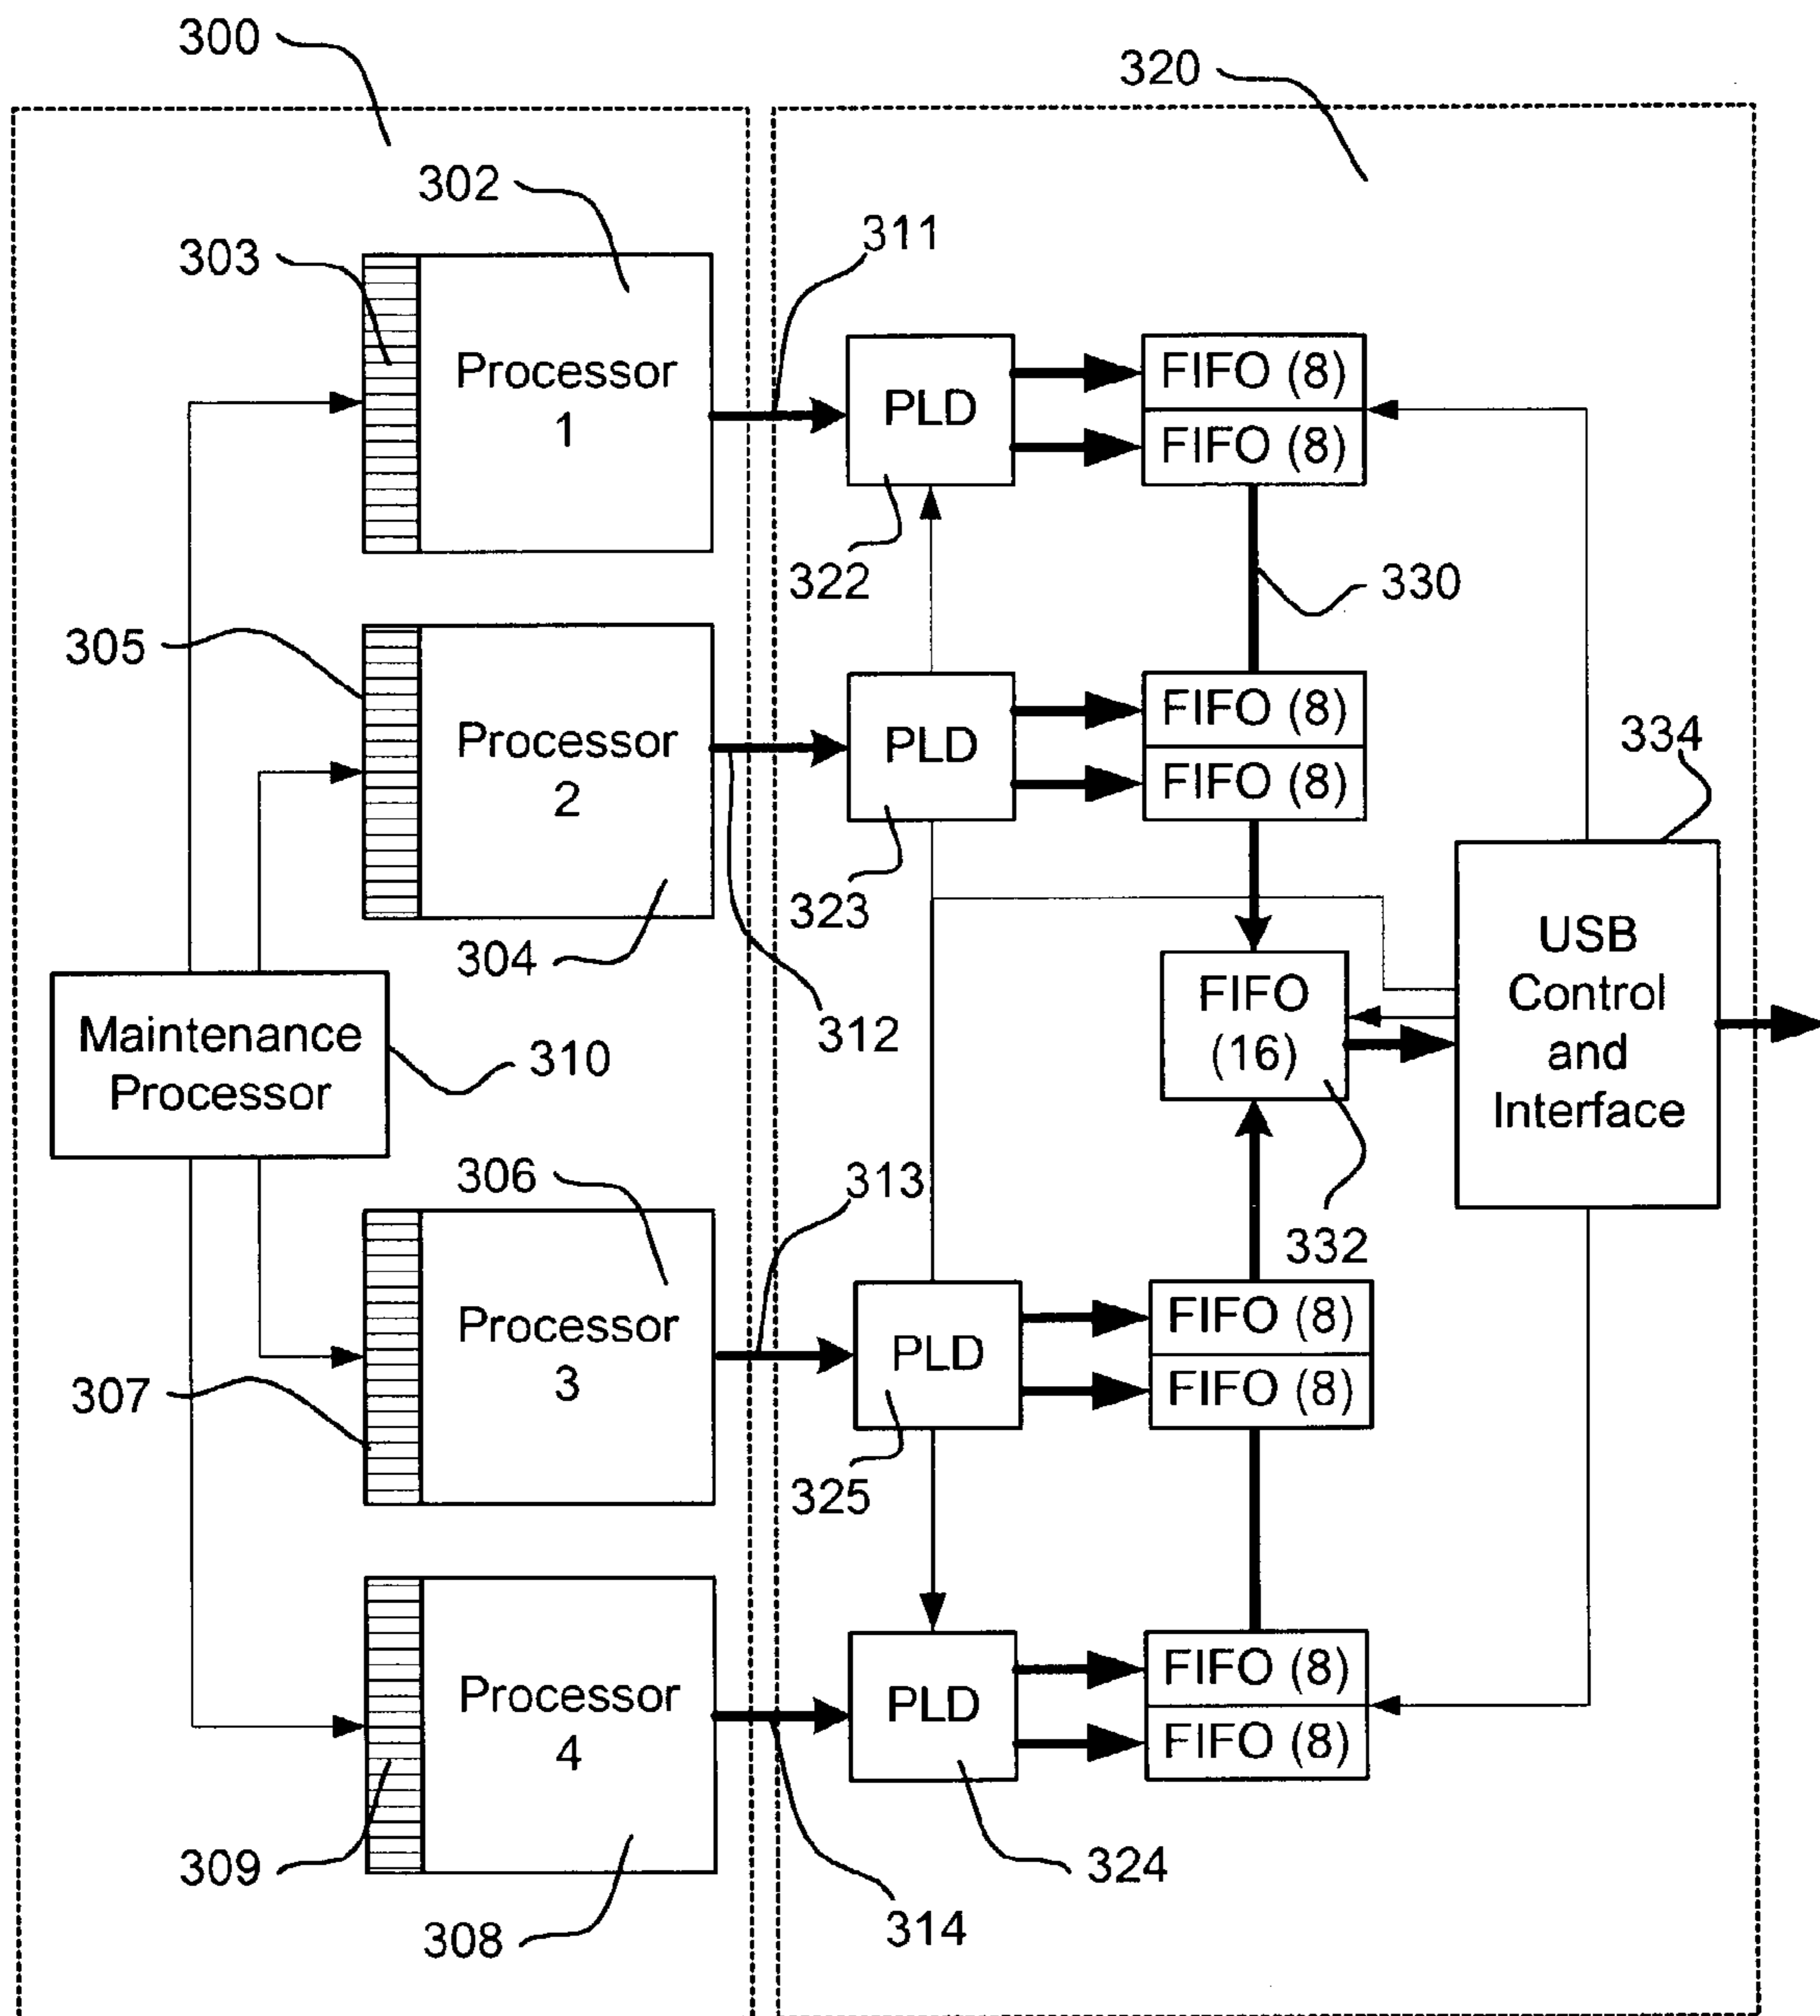 300
320
302
311
303
Processor
1
PLD
FIFO (8)
FIFO (8)
322
330
305
Processor
2
PLD
FIFO (8)
FIFO (8)
334
323
304
312
USB
Control
and
Interface
FIFO
(16)
Maintenance
Processor
310
306
313
332
Processor
3
PLD
FIFO (8)
FIFO (8)
307
325
Processor
4
PLD
FIFO (8)
FIFO (8)
309
324
308
314